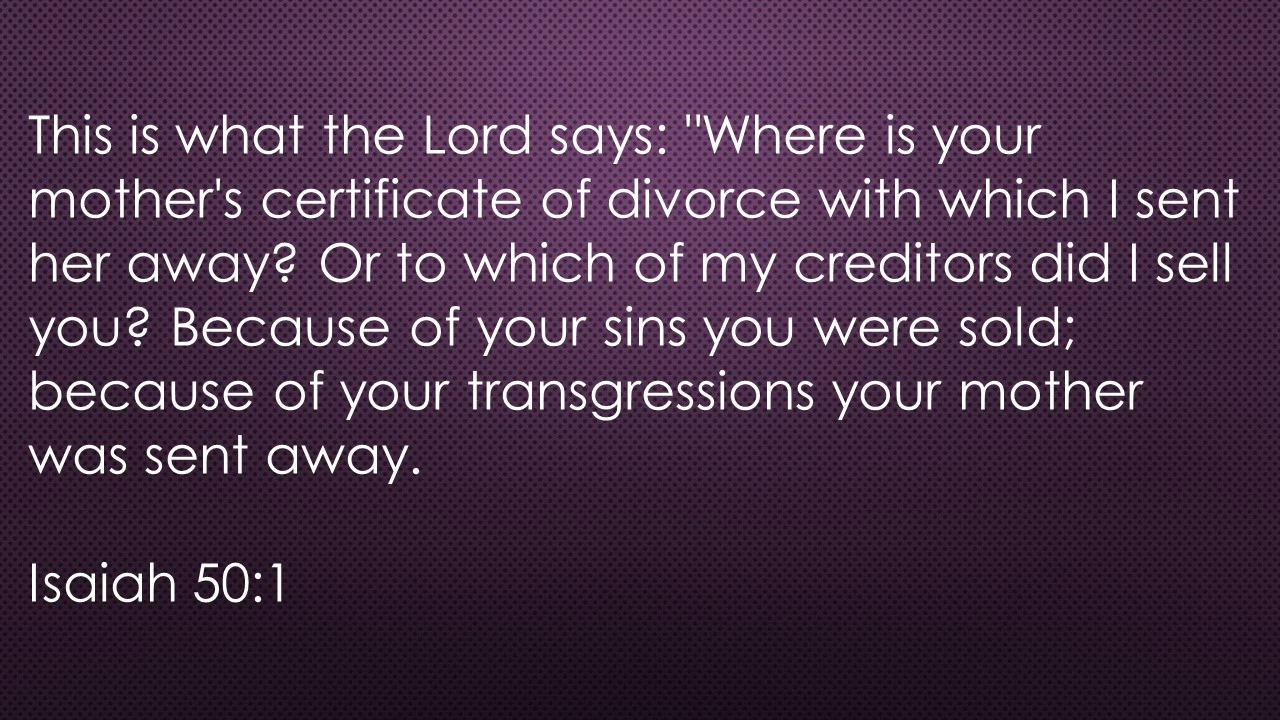 This is what the Lord says: "Where is your
mother's certificate of divorce with which I sent
her away? Or to which of my creditors did I sell
you? Because of your sins you were sold;
because of your transgressions your mother
was sent away.
Isaiah 50:1